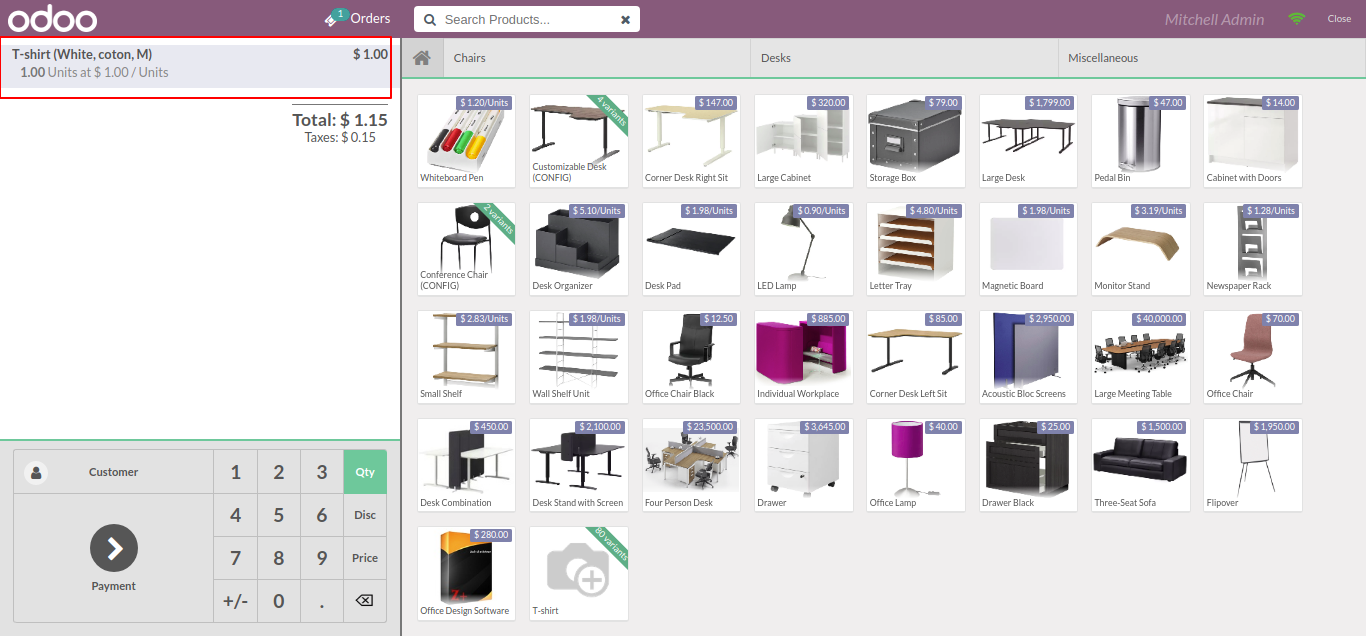 odoo
1
Orders
Search Products...
Mitchell Admin
Close
T-shirt (White, coton, M)
$ 1.00
1.00 Units at $ 1.00 / Units
Total: $ 1.15
Taxes: $ 0.15
Chairs
Desks
Miscellaneous
$ 1.20/Units
Whiteboard Pen
4 variants
Customizable Desk
(CONFIG)
$ 147.00
Corner Desk Right Sit
$ 320.00
Large Cabinet
$ 79.00
Storage Box
$ 1,799.00
Large Desk
$ 47.00
Pedal Bin
$ 14.00
Cabinet with Doors
2 variants
Conference Chair
(CONFIG)
$ 5.10/Units
Desk Organizer
$ 1.98/Units
Desk Pad
$ 0.90/Units
LED Lamp
$ 4.80/Units
Letter Tray
$ 1.98/Units
Magnetic Board
$ 3.19/Units
Monitor Stand
$ 1.28/Units
Newspaper Rack
$ 2.83/Units
Small Shelf
$ 1.98/Units
Wall Shelf Unit
$ 12.50
Office Chair Black
$ 885.00
Individual Workplace
$ 85.00
Corner Desk Left Sit
$ 2,950.00
Acoustic Bloc Screens
$ 40,000.00
Large Meeting Table
$ 70.00
Office Chair
$ 450.00
Desk Combination
$ 2,100.00
Desk Stand with Screen
$ 23,500.00
Four Person Desk
$ 3,645.00
Drawer
$ 40.00
Office Lamp
$ 25.00
Drawer Black
$ 1,500.00
Three-Seat Sofa
$ 1,950.00
Flipover
$ 280.00
Office Design Software
80 variants
T-shirt
Customer
Payment
1 2 3 Qty
4 5 6 Disc
7 8 9 Price
+/- 0 .